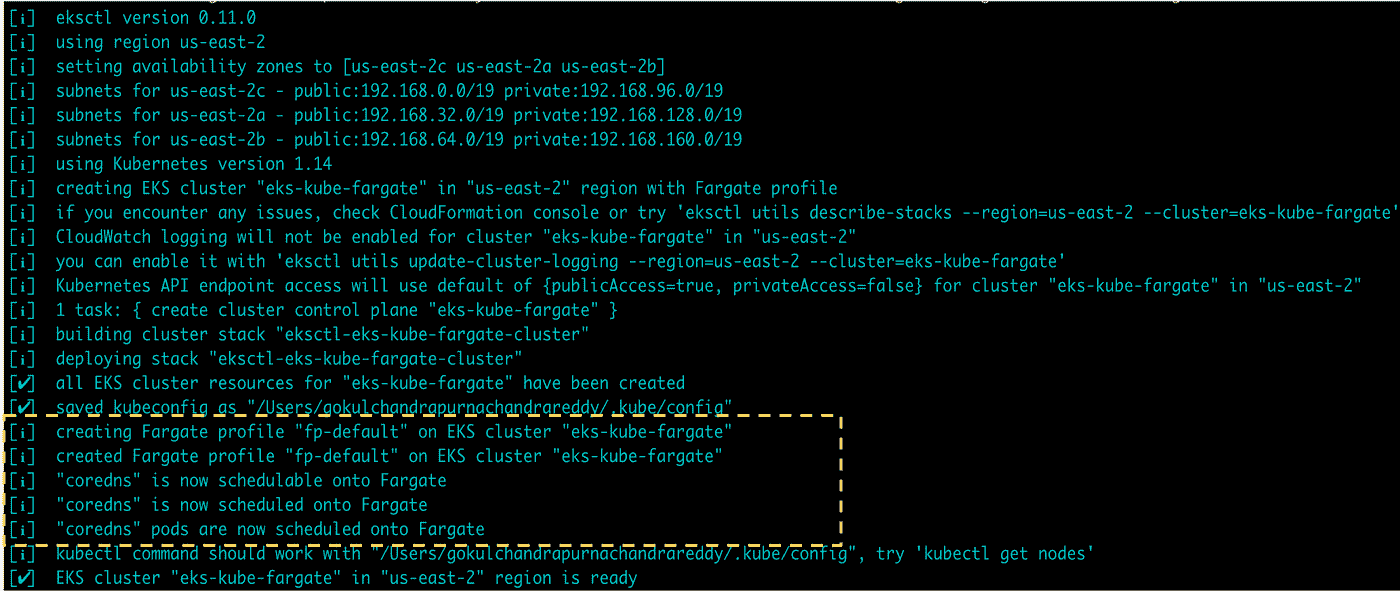 [i] eksctl version 0.11.0
[i] using region us-east-2
[i] setting availability zones to [us-east-2c us-east-2a us-east-2b]
[i] subnets for us-east-2c - public:192.168.0.0/19 private:192.168.96.0/19
[i] subnets for us-east-2a - public:192.168.32.0/19 private:192.168.128.0/19
[i] subnets for us-east-2b - public:192.168.64.0/19 private:192.168.160.0/19
[i] using Kubernetes version 1.14
[i] creating EKS cluster "eks-kube-fargate" in "us-east-2" region with Fargate profile
[i] if you encounter any issues, check CloudFormation console or try 'eksctl utils describe-stacks --region=us-east-2 --cluster=eks-kube-fargate'
[i] CloudWatch logging will not be enabled for cluster "eks-kube-fargate" in "us-east-2"
[i] you can enable it with 'eksctl utils update-cluster-logging --region=us-east-2 --cluster=eks-kube-fargate'
[i] Kubernetes API endpoint access will use default of {publicAccess=true, privateAccess=false} for cluster "eks-kube-fargate" in "us-east-2"
[i] 1 task: { create cluster control plane "eks-kube-fargate" }
[i] building cluster stack "eksctl-eks-kube-fargate-cluster"
[i] deploying stack "eksctl-eks-kube-fargate-cluster"
[✔] all EKS cluster resources for "eks-kube-fargate" have been created
[✔] saved kubeconfig as "/Users/gokulchandrapurnachandrareddy/.kube/config"
[i] creating Fargate profile "fp-default" on EKS cluster "eks-kube-fargate"
[i] created Fargate profile "fp-default" on EKS cluster "eks-kube-fargate"
[i] "coredns" is now schedulable onto Fargate
[i] "coredns" is now scheduled onto Fargate
[i] "coredns" pods are now scheduled onto Fargate
[i] kubectl command should work with "/Users/gokulchandrapurnachandrareddy/.kube/config", try 'kubectl get nodes'
[✔] EKS cluster "eks-kube-fargate" in "us-east-2" region is ready